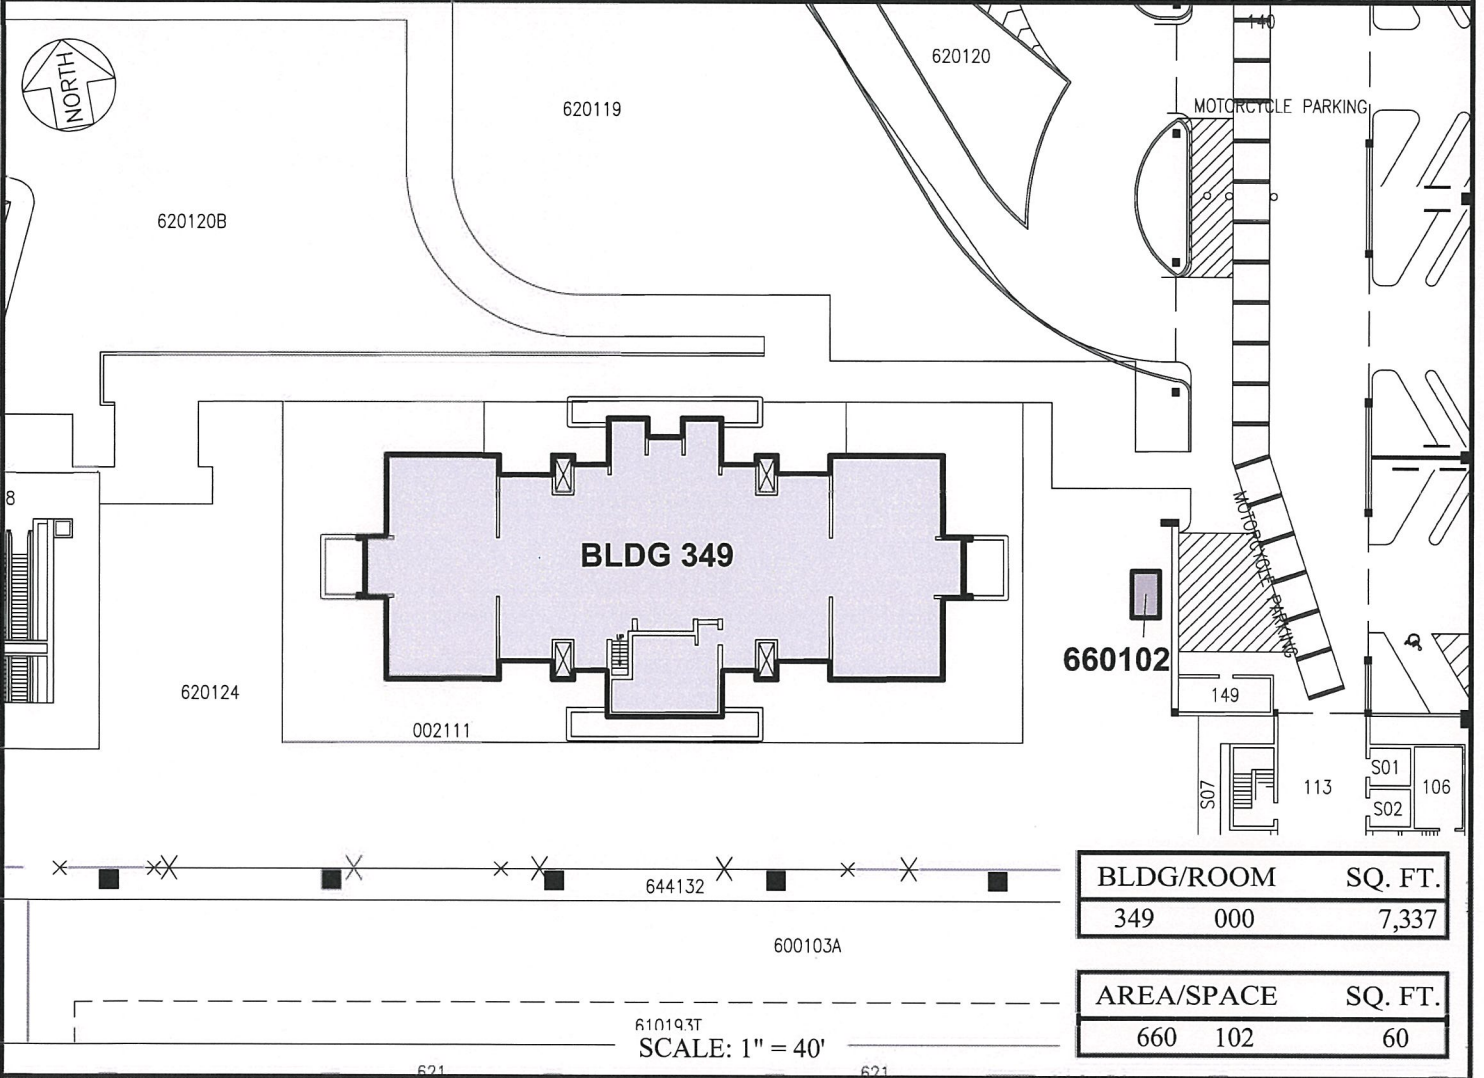 140
620120
NORTH
620119
MOTORCYCLE PARKING
620120B
8
MOTORCYCLE PARKING
BLDG 349
UP
660102
620124
149
002111
S01
S07
113
106
S02
644132
BLDG/ROOM SQ. FT.
349 000 7,337
600103A
AREA/SPACE SQ. FT.
660 102 60
610193T
SCALE: 1" = 40'
621 621